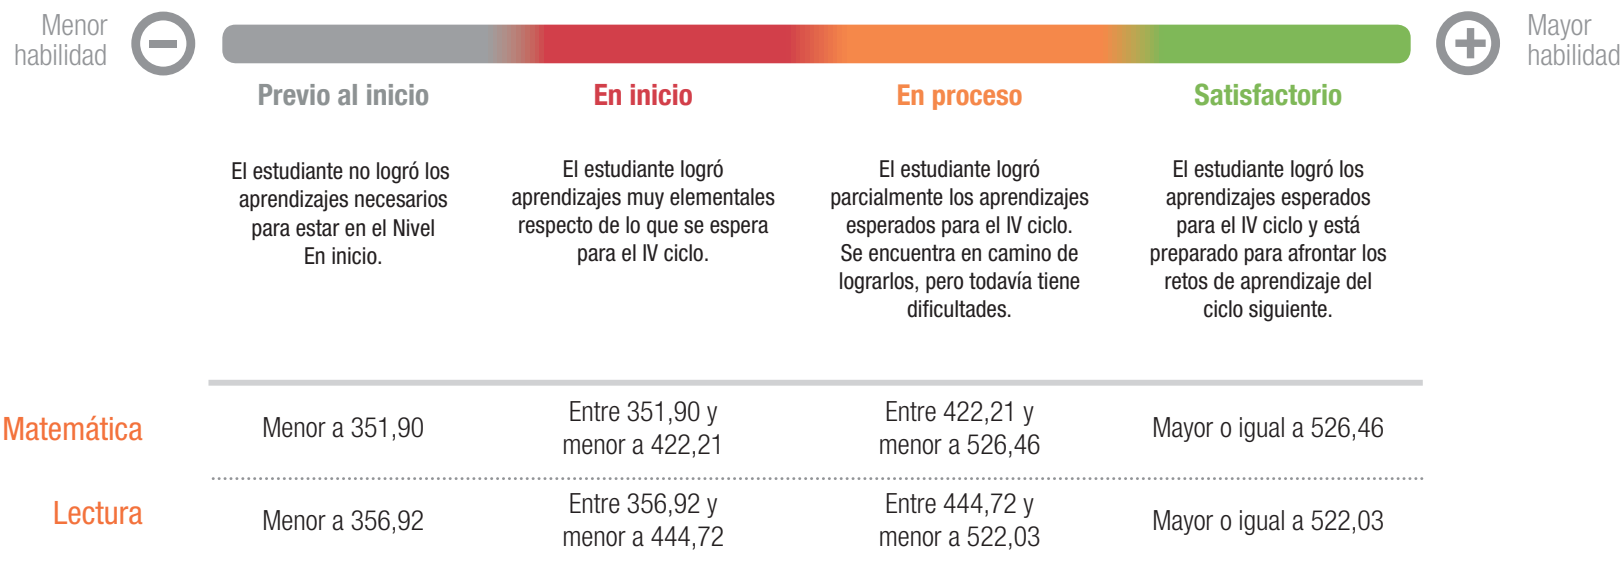 Menor
habilidad
Mayor
habilidad
Previo al inicio
En inicio
En proceso
Satisfactorio
El estudiante no logró los
aprendizajes necesarios
para estar en el Nivel
En inicio.
El estudiante logró
aprendizajes muy elementales
respecto de lo que se espera
para el IV ciclo.
El estudiante logró
parcialmente los aprendizajes
esperados para el IV ciclo.
Se encuentra en camino de
lograrlos, pero todavía tiene
dificultades.
El estudiante logró los
aprendizajes esperados
para el IV ciclo y está
preparado para afrontar los
retos de aprendizaje del
ciclo siguiente.
Matemática
Menor a 351,90
Entre 351,90 y
menor a 422,21
Entre 422,21 y
menor a 526,46
Mayor o igual a 526,46
Lectura
Menor a 356,92
Entre 356,92 y
menor a 444,72
Entre 444,72 y
menor a 522,03
Mayor o igual a 522,03